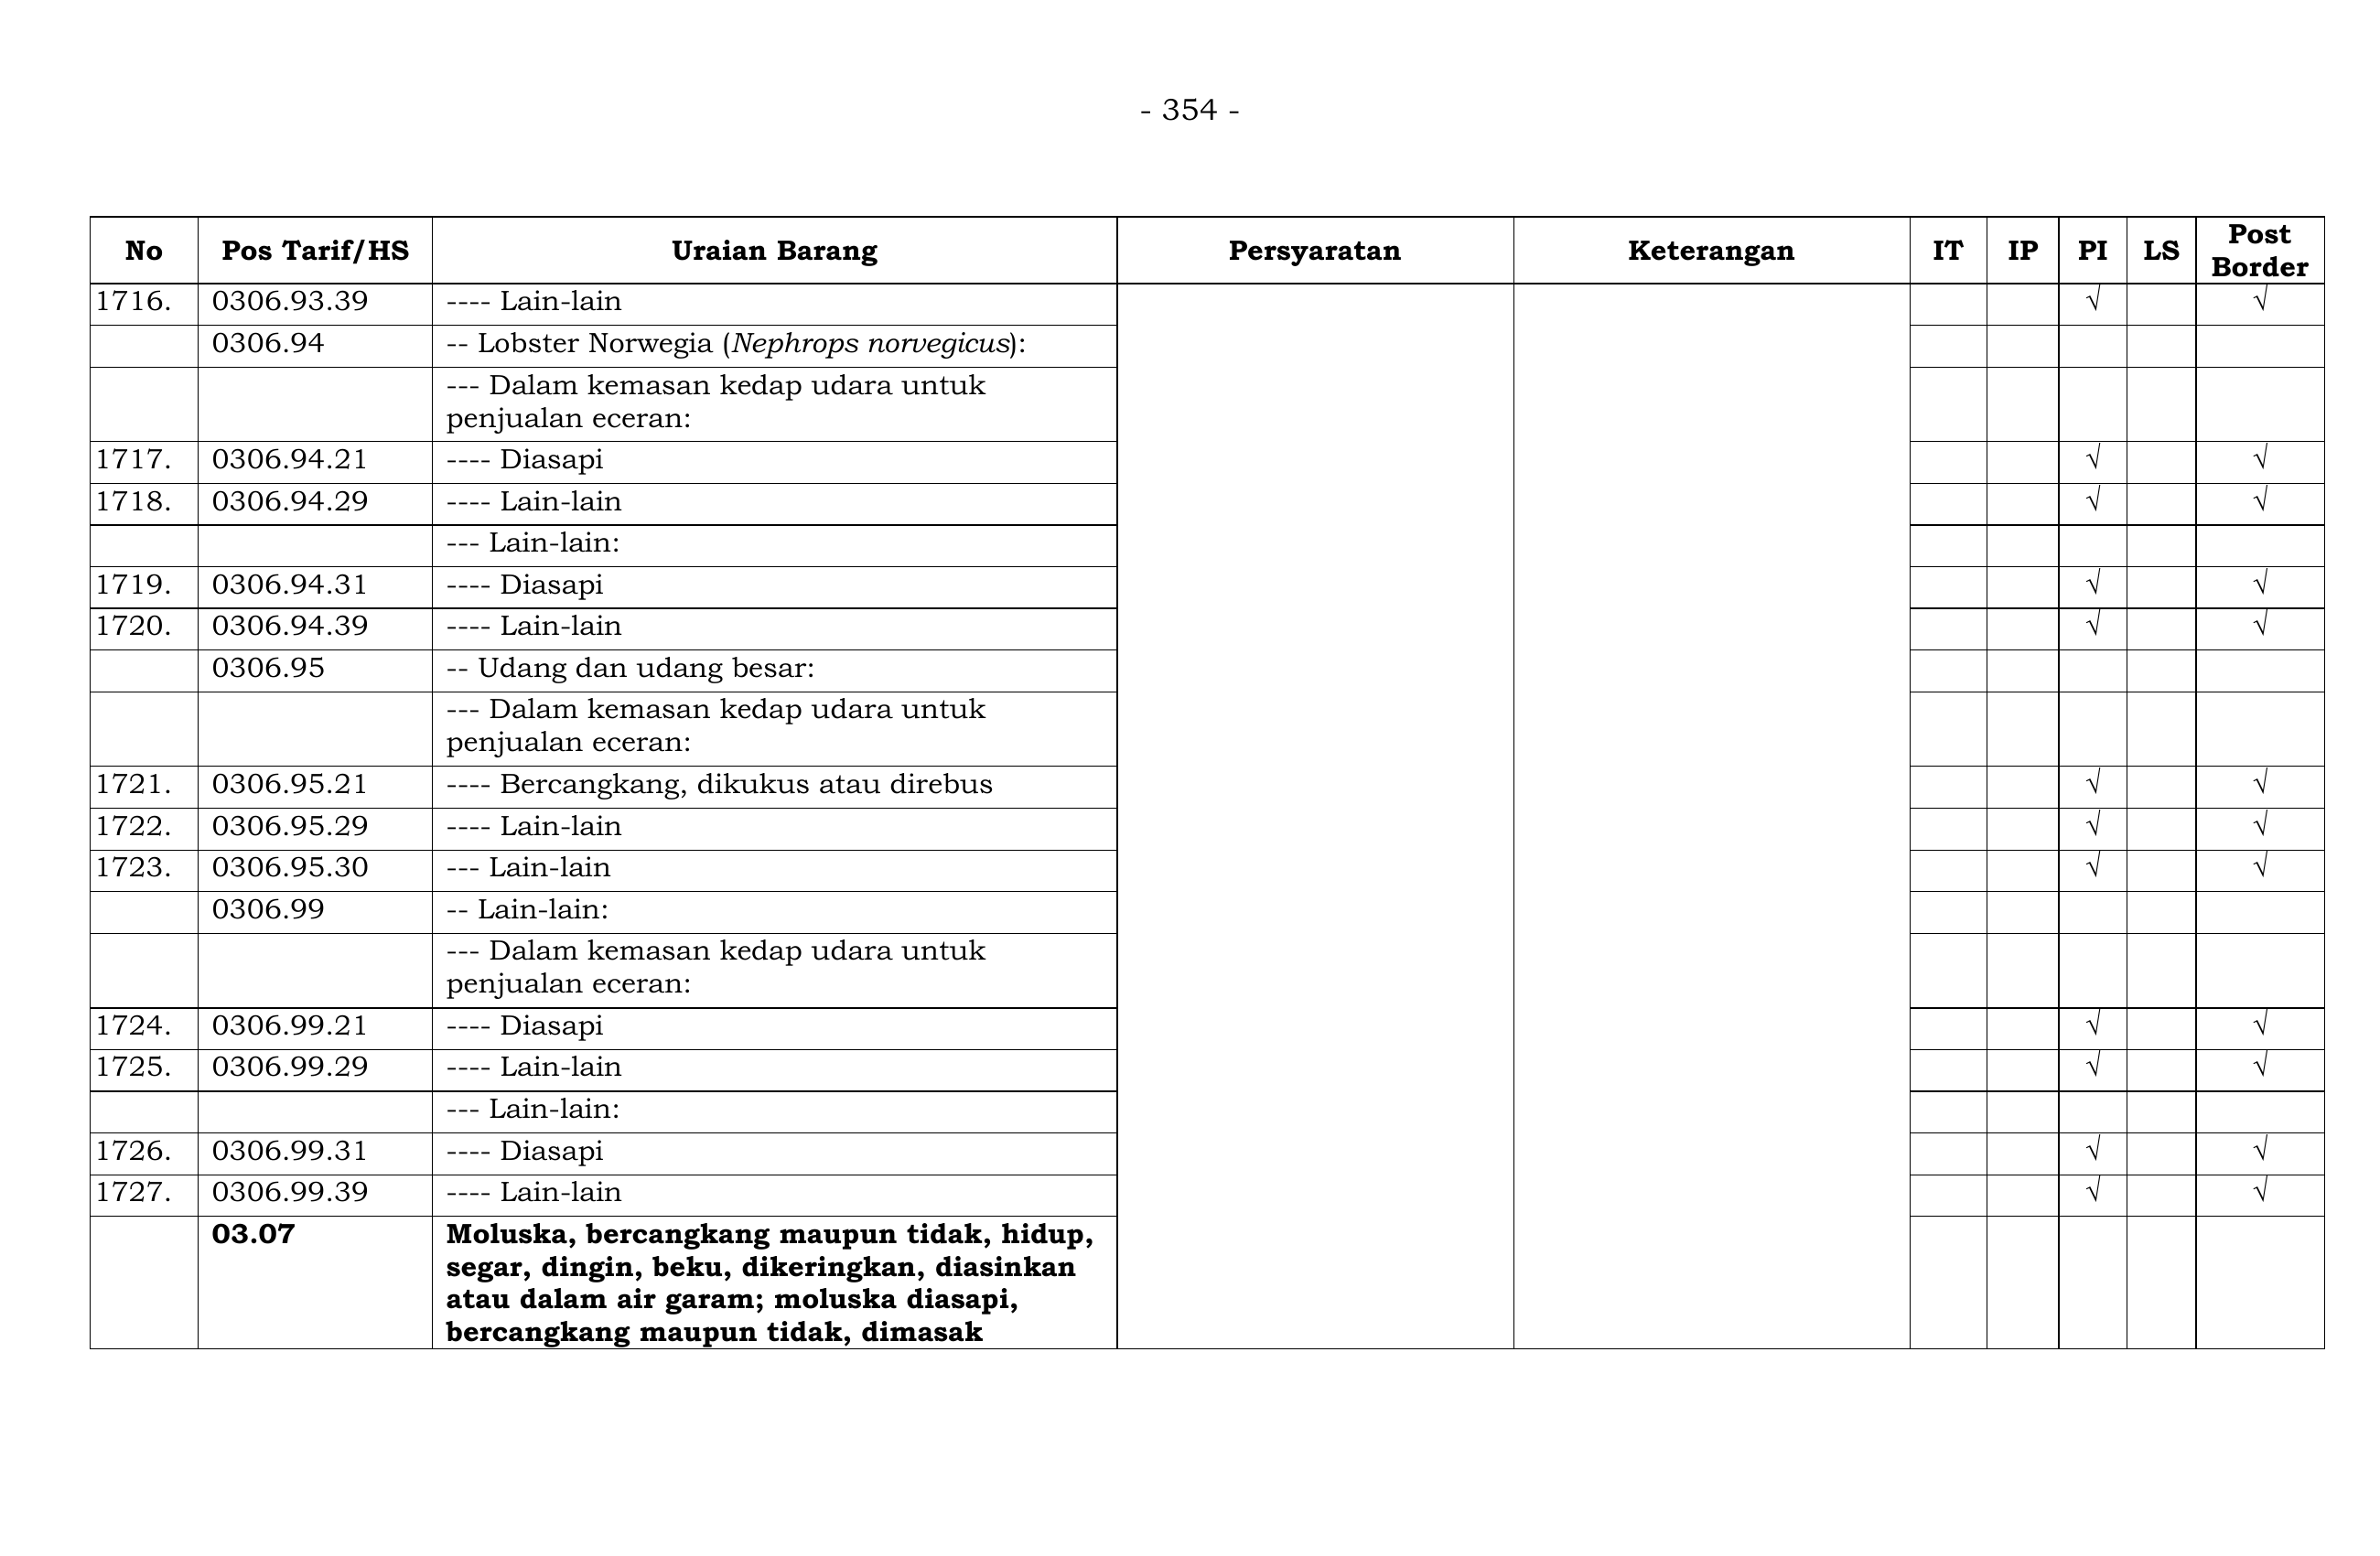 - 354 -
No Pos Tarif/HS Uraian Barang Persyaratan Keterangan IT IP PI LS Post Border
1716. 0306.93.39 ---- Lain-lain √ √
0306.94 -- Lobster Norwegia (Nephrops norvegicus):
--- Dalam kemasan kedap udara untuk
penjualan eceran:
1717. 0306.94.21 ---- Diasapi √ √
1718. 0306.94.29 ---- Lain-lain √ √
--- Lain-lain:
1719. 0306.94.31 ---- Diasapi √ √
1720. 0306.94.39 ---- Lain-lain √ √
0306.95 -- Udang dan udang besar:
--- Dalam kemasan kedap udara untuk
penjualan eceran:
1721. 0306.95.21 ---- Bercangkang, dikukus atau direbus √ √
1722. 0306.95.29 ---- Lain-lain √ √
1723. 0306.95.30 --- Lain-lain √ √
0306.99 -- Lain-lain:
--- Dalam kemasan kedap udara untuk
penjualan eceran:
1724. 0306.99.21 ---- Diasapi √ √
1725. 0306.99.29 ---- Lain-lain √ √
--- Lain-lain:
1726. 0306.99.31 ---- Diasapi √ √
1727. 0306.99.39 ---- Lain-lain √ √
03.07 Moluska, bercangkang maupun tidak, hidup,
segar, dingin, beku, dikeringkan, diasinkan
atau dalam air garam; moluska diasapi,
bercangkang maupun tidak, dimasak